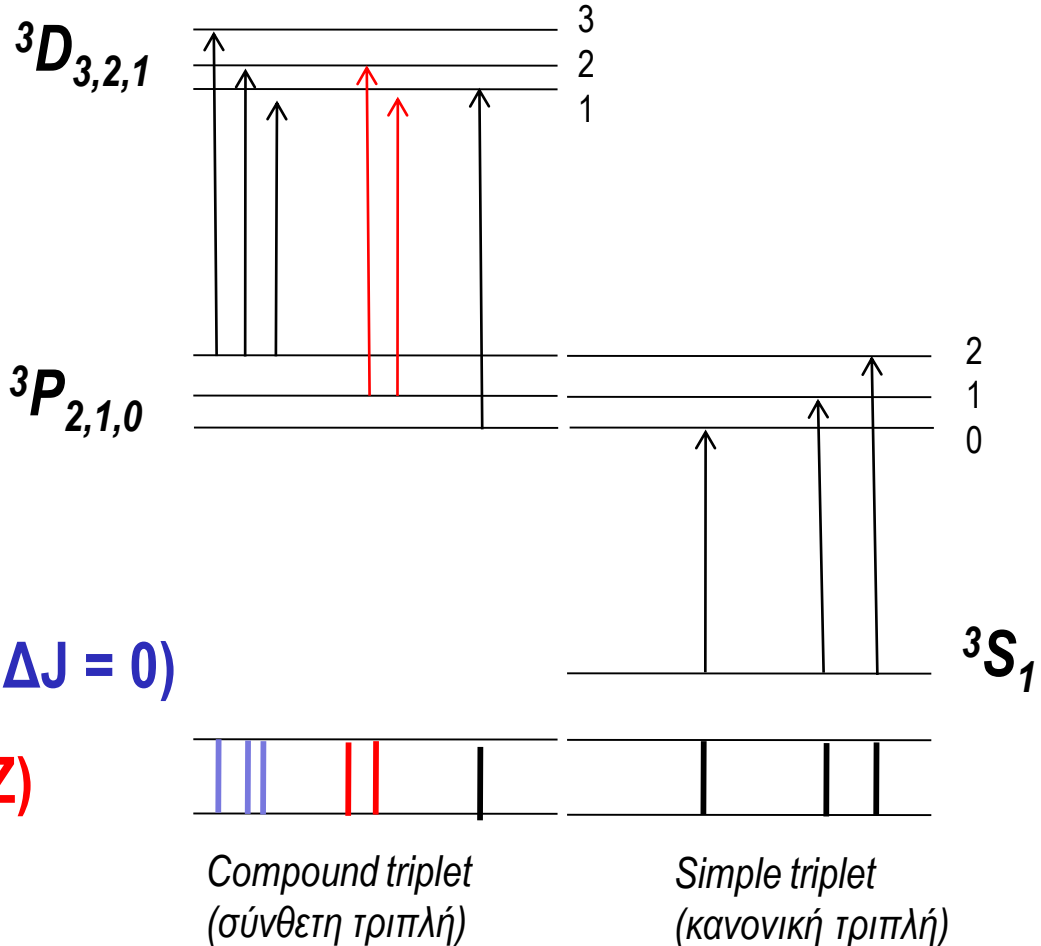 ³D₃,₂,₁
3
2
1
³P₂,₁,₀
2
1
0
ΔJ = 0)
³S₁
Z)
Compound triplet
(σύνθετη τριπλή)
Simple triplet
(κανονική τριπλή)